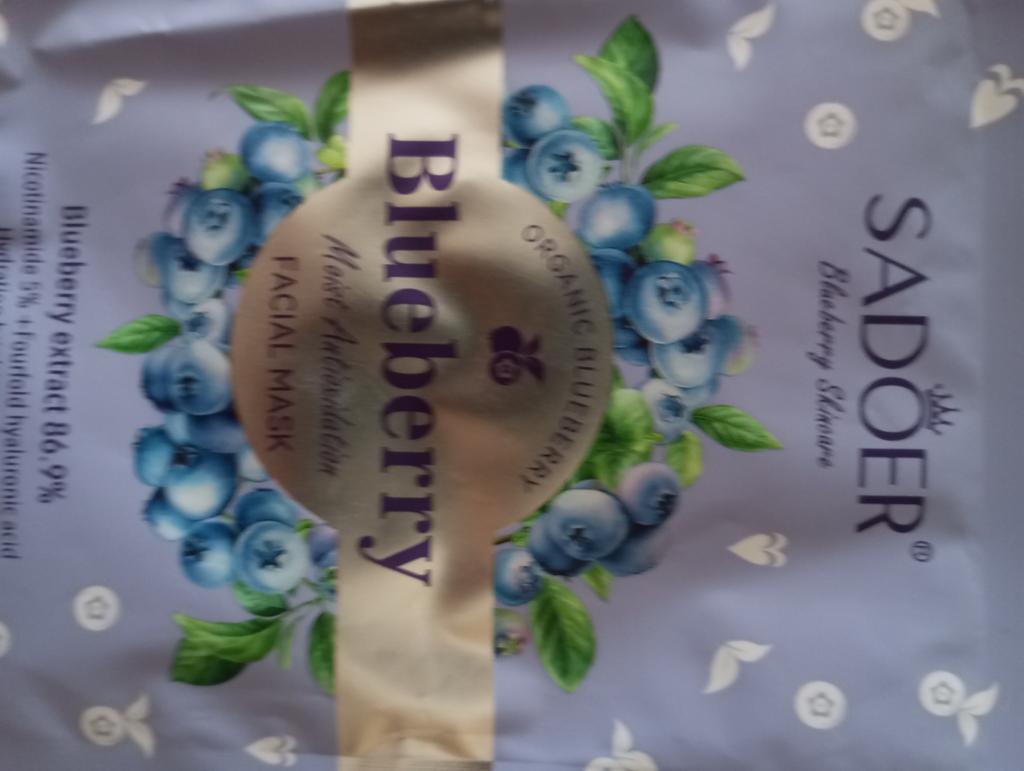 SADOER®
Blueberry Skincare
ORGANIC BLUEBERRY
Blueberry
Moist Antioxidation
FACIAL MASK
Blueberry extract 86.9%
Nicotinamide 5% +Fourfold hyaluronic acid